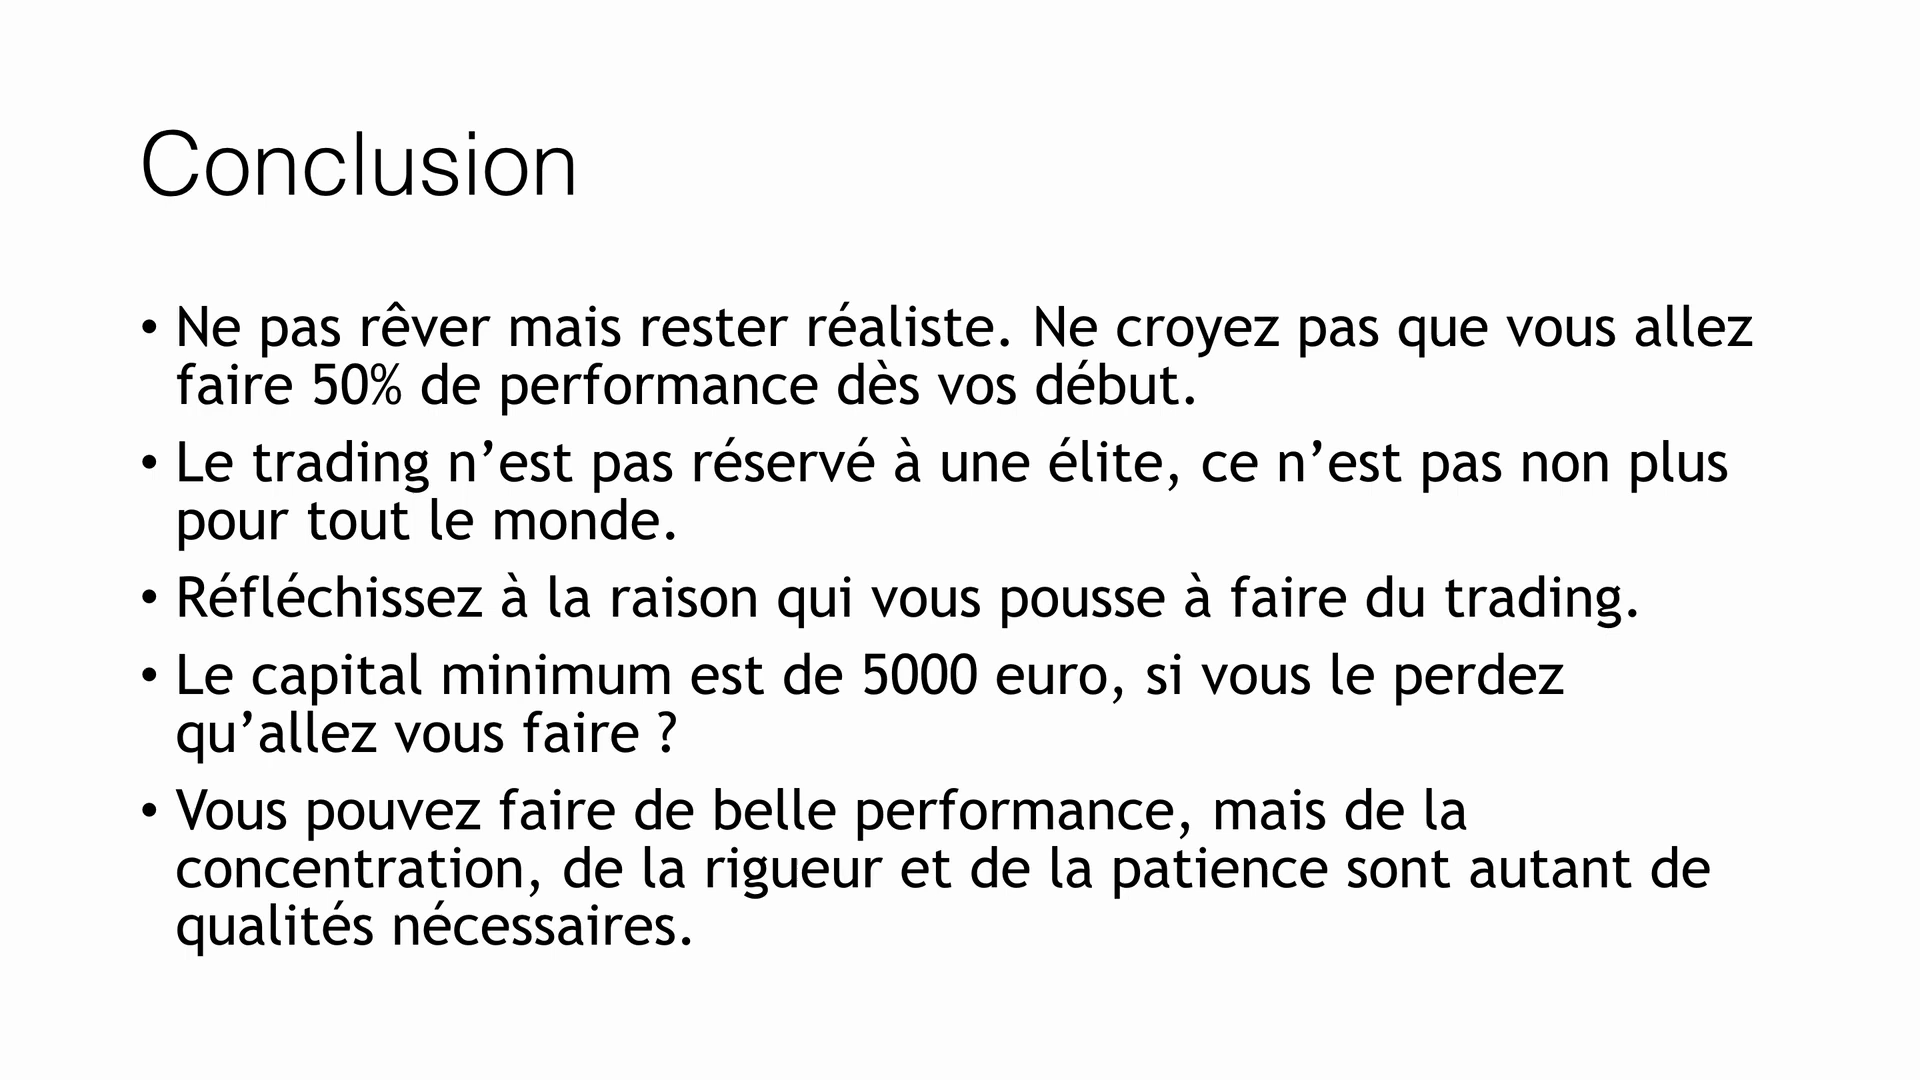 Conclusion
• Ne pas rêver mais rester réaliste. Ne croyez pas que vous allez
faire 50% de performance dès vos début.
• Le trading n’est pas réservé à une élite, ce n’est pas non plus
pour tout le monde.
• Réfléchissez à la raison qui vous pousse à faire du trading.
• Le capital minimum est de 5000 euro, si vous le perdez
qu’allez vous faire ?
• Vous pouvez faire de belle performance, mais de la
concentration, de la rigueur et de la patience sont autant de
qualités nécessaires.